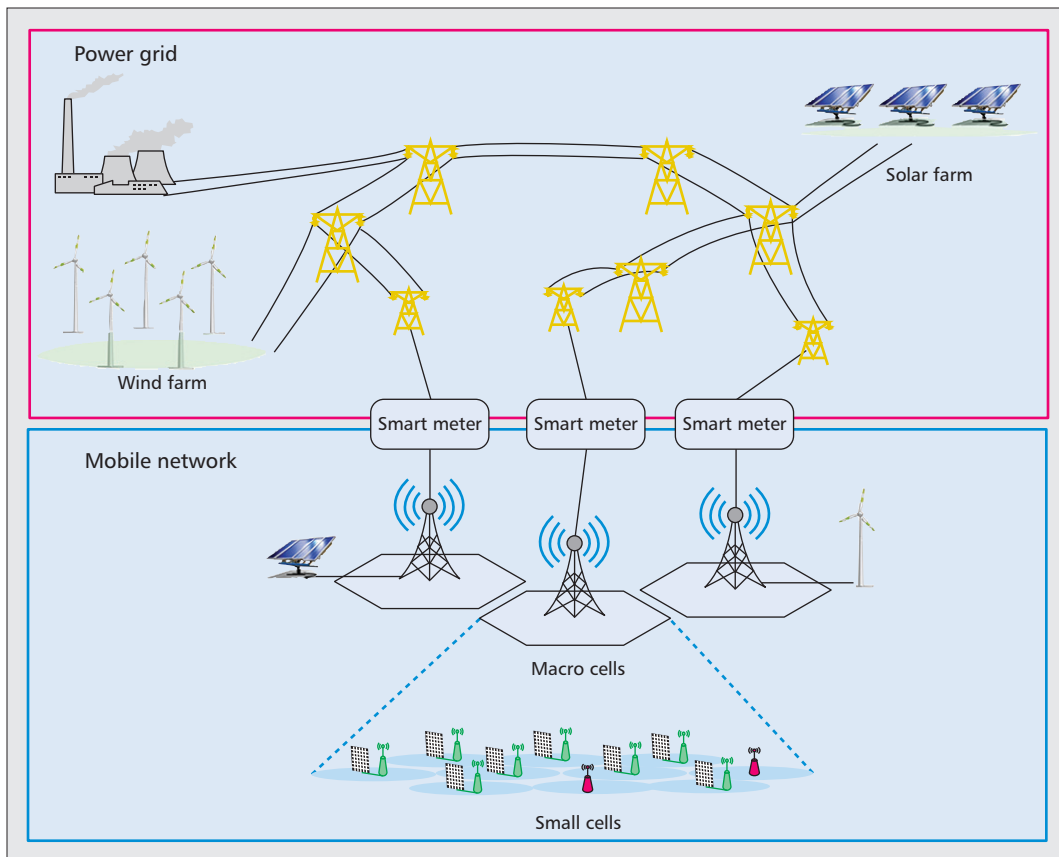 Power grid
Solar farm
Wind farm
Smart meter
Smart meter
Smart meter
Mobile network
Macro cells
Small cells